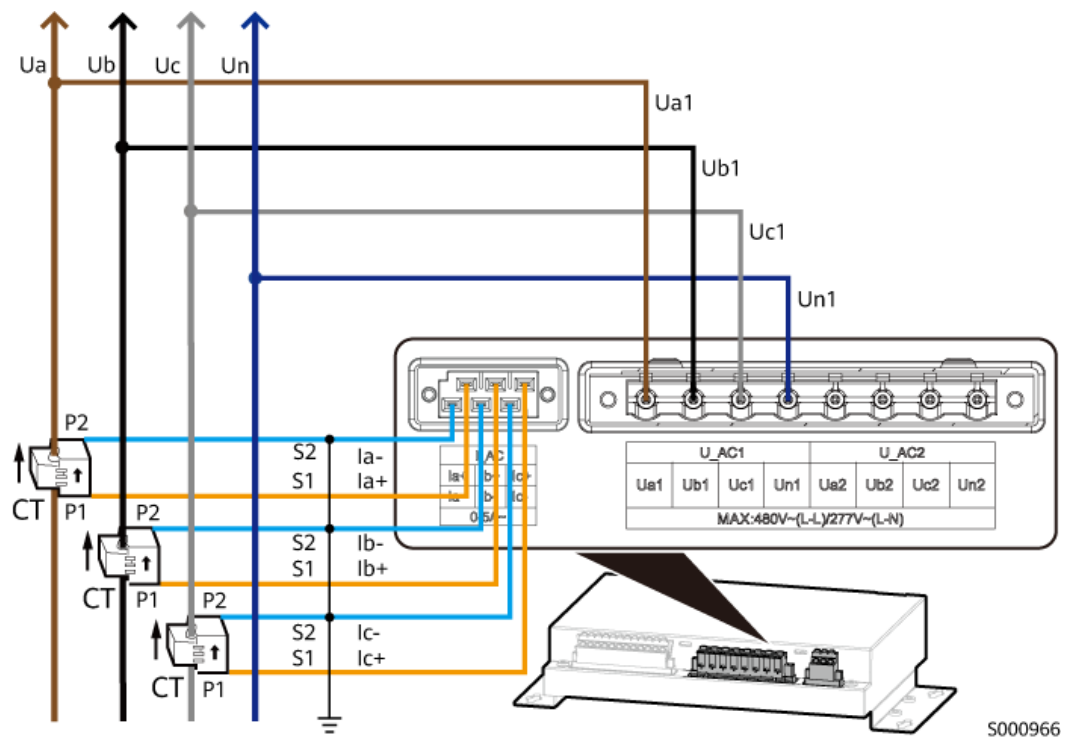 Ua Ub Uc Un
Ua1
Ub1
Uc1
Un1
P2
S2 Ia-
S1 Ia+
CT P1
P2
S2 Ib-
S1 Ib+
CT P1
P2
S2 Ic-
S1 Ic+
CT P1
U_AC1 U_AC2
Ua1 Ub1 Uc1 Un1 Ua2 Ub2 Uc2 Un2
MAX:480V~(L-L)/277V~(L-N)
S000966